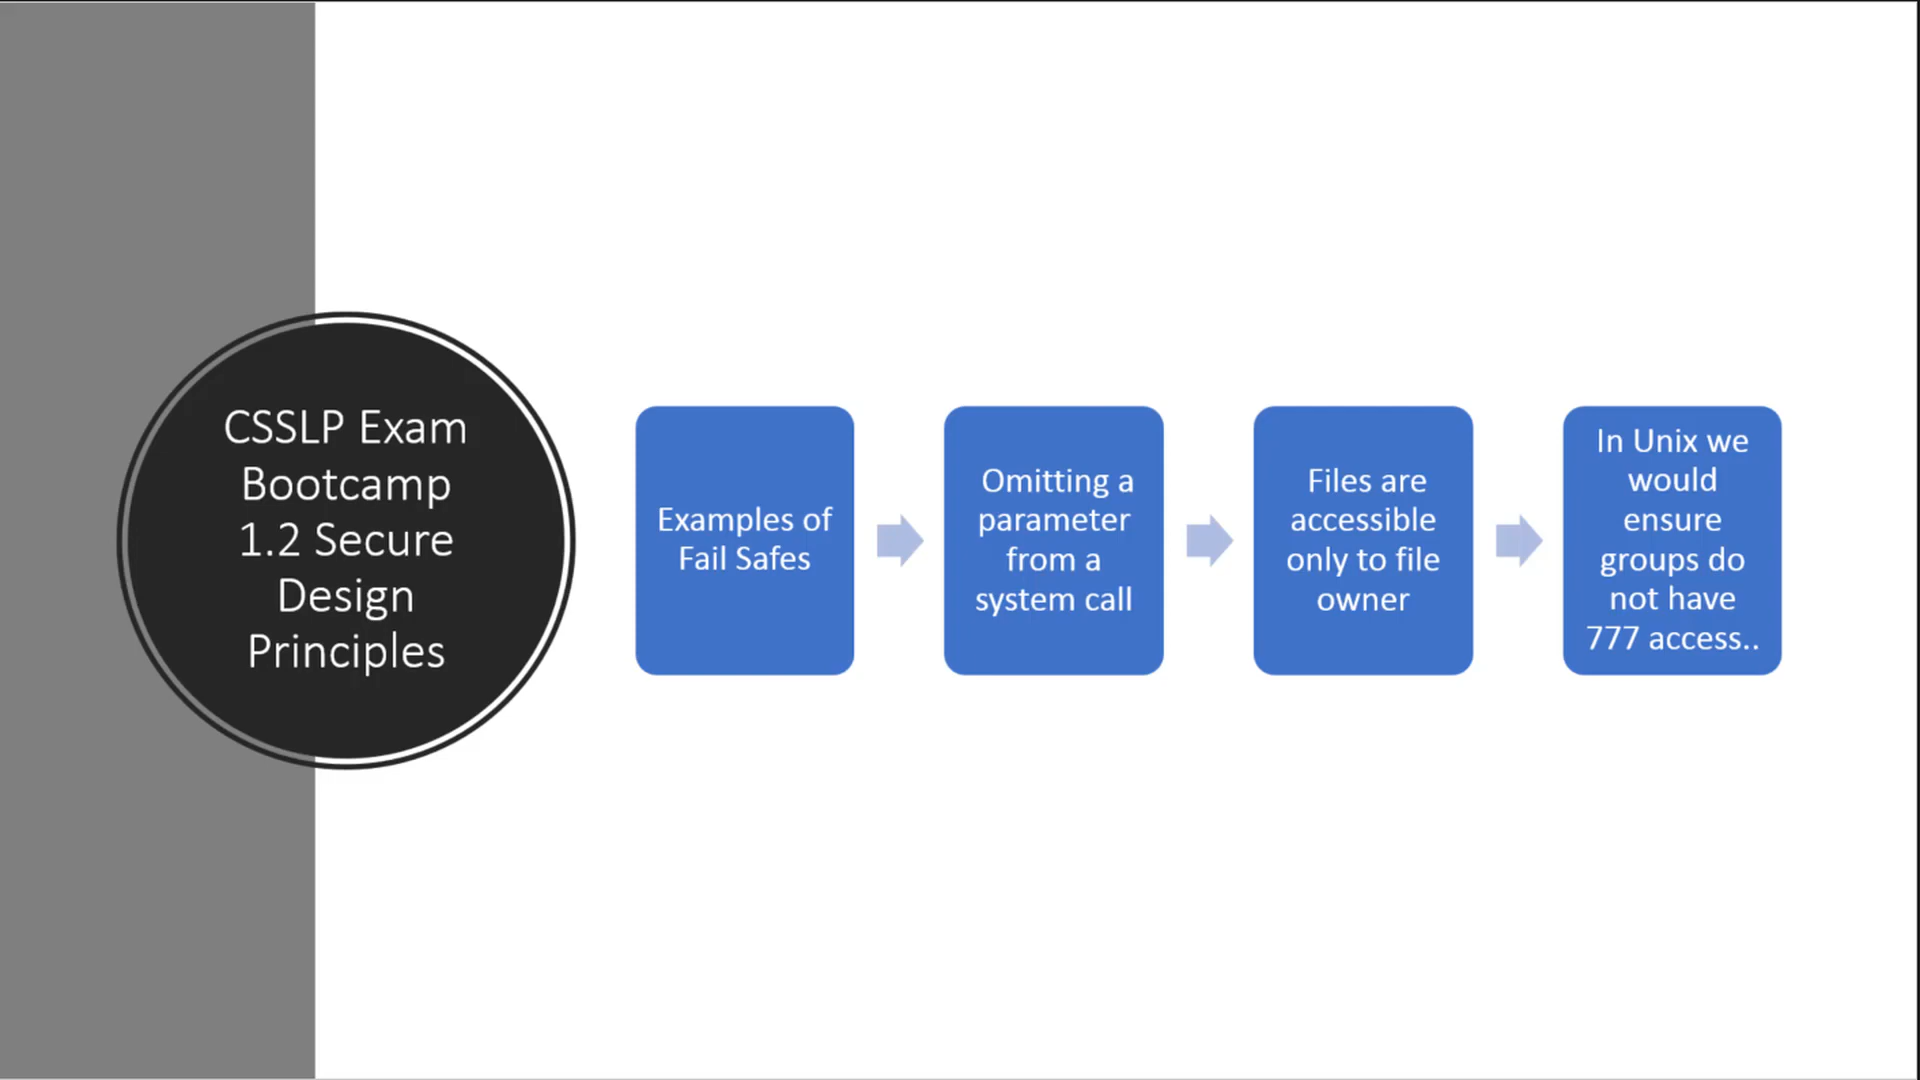 CSSLP Exam
Bootcamp
1.2 Secure
Design
Principles
Examples of
Fail Safes
Omitting a
parameter
from a
system call
Files are
accessible
only to file
owner
In Unix we
would
ensure
groups do
not have
777 access..